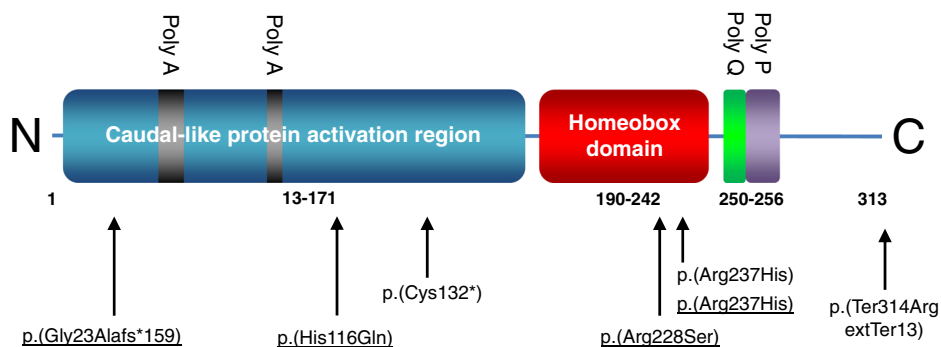 Poly A
Poly A
Poly Q
Poly P
N
Caudal-like protein activation region
Homeobox
domain
C
1
13-171
190-242
250-256
313
p.(Gly23Alafs*159)
p.(His116Gln)
p.(Cys132*)
p.(Arg228Ser)
p.(Arg237His)
p.(Arg237His)
p.(Ter314Arg
extTer13)